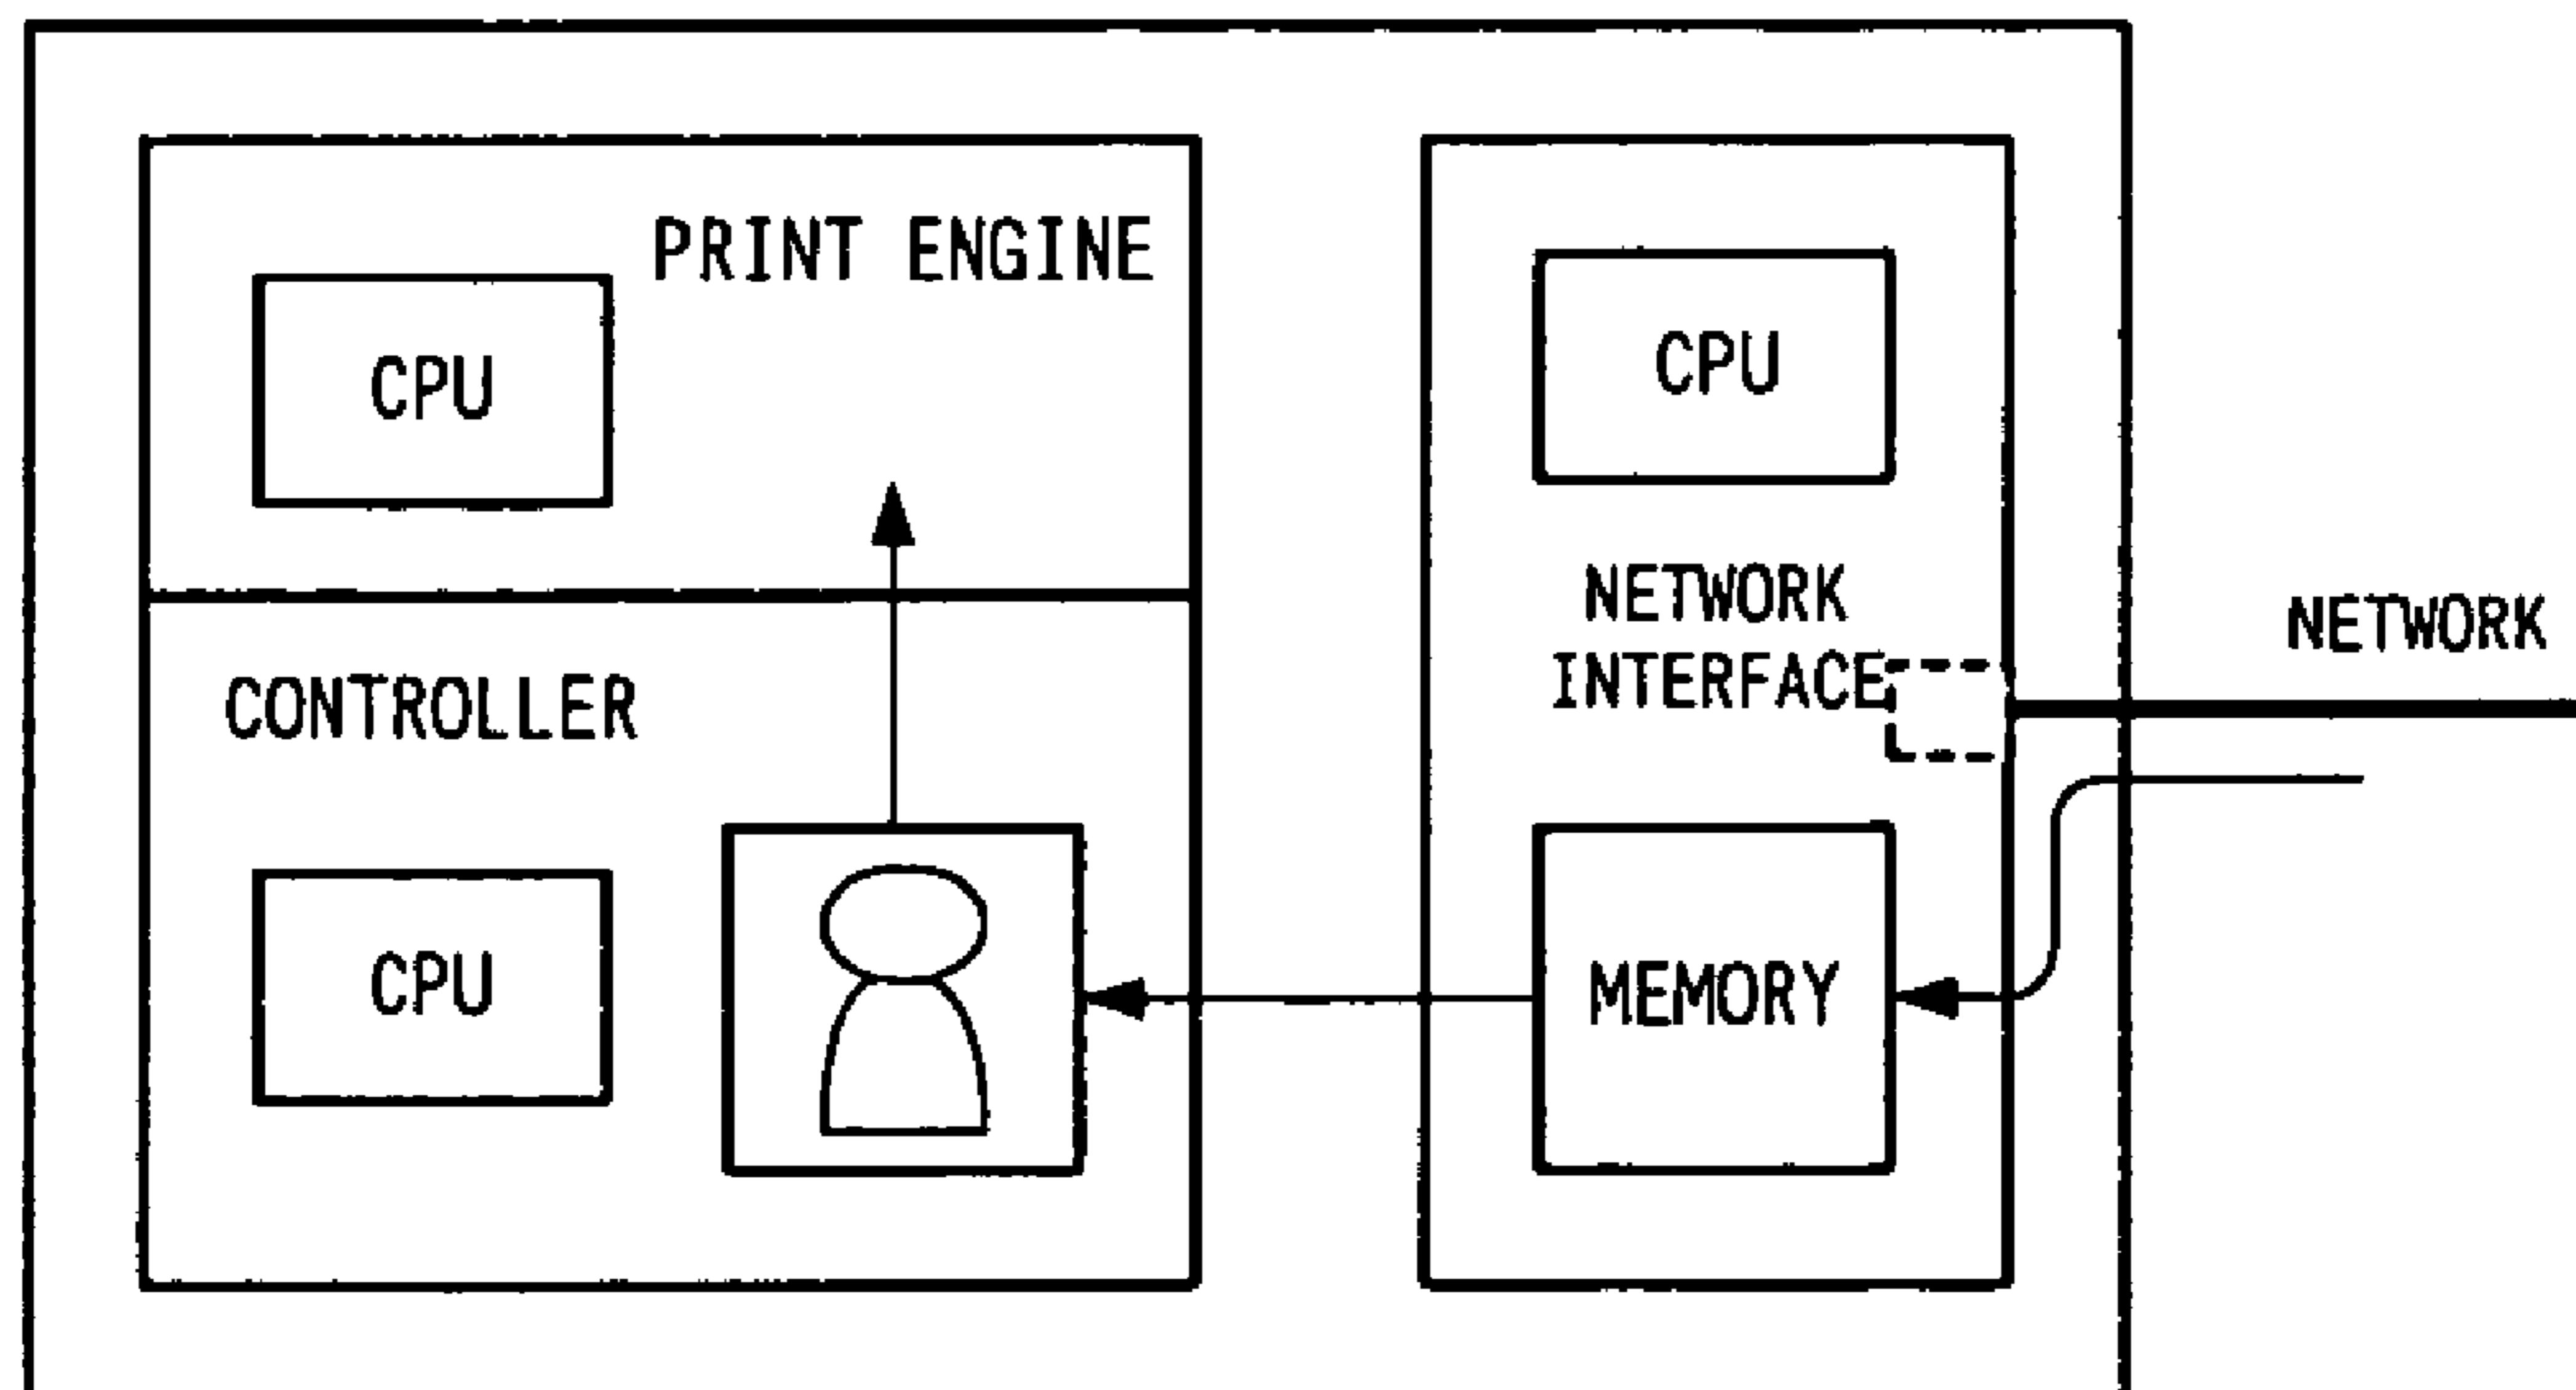 PRINT ENGINE
CPU
CONTROLLER
CPU
CPU
NETWORK
INTERFACE
MEMORY
NETWORK